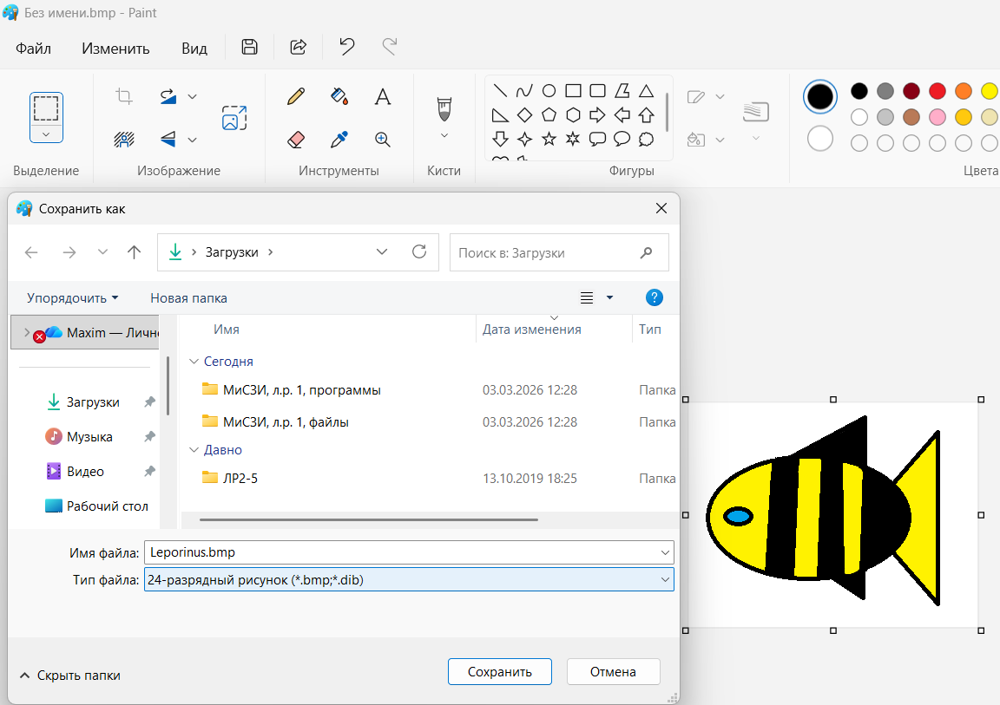 Без имени.bmp - Paint
Файл Изменить Вид
A
Выделение Изображение Инструменты Кисти Фигуры Цвета
Сохранить как
Загрузки
Поиск в: Загрузки
Упорядочить Новая папка ?
Maxim — Личн
Имя Дата изменения Тип
Сегодня
МиСЗИ, л.р. 1, программы 03.03.2026 12:28 Папка
МиСЗИ, л.р. 1, файлы 03.03.2026 12:28 Папка
Давно
ЛР2-5 13.10.2019 18:25 Папка
Загрузки
Музыка
Видео
Рабочий стол
Имя файла: Leporinus.bmp
Тип файла: 24-разрядный рисунок (*.bmp;*.dib)
Скрыть папки Сохранить Отмена